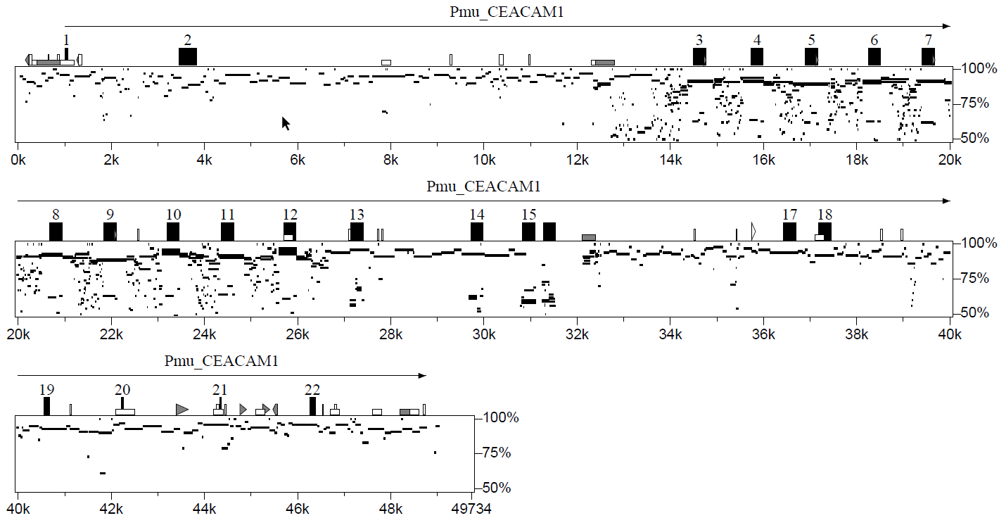 Pmu_CEACAM1
1 2 3 4 5 6 7
100%
75%
50%
0k 2k 4k 6k 8k 10k 12k 14k 16k 18k 20k
Pmu_CEACAM1
8 9 10 11 12 13 14 15 17 18
100%
75%
50%
20k 22k 24k 26k 28k 30k 32k 34k 36k 38k 40k
Pmu_CEACAM1
19 20 21 22
100%
75%
50%
40k 42k 44k 46k 48k 49734